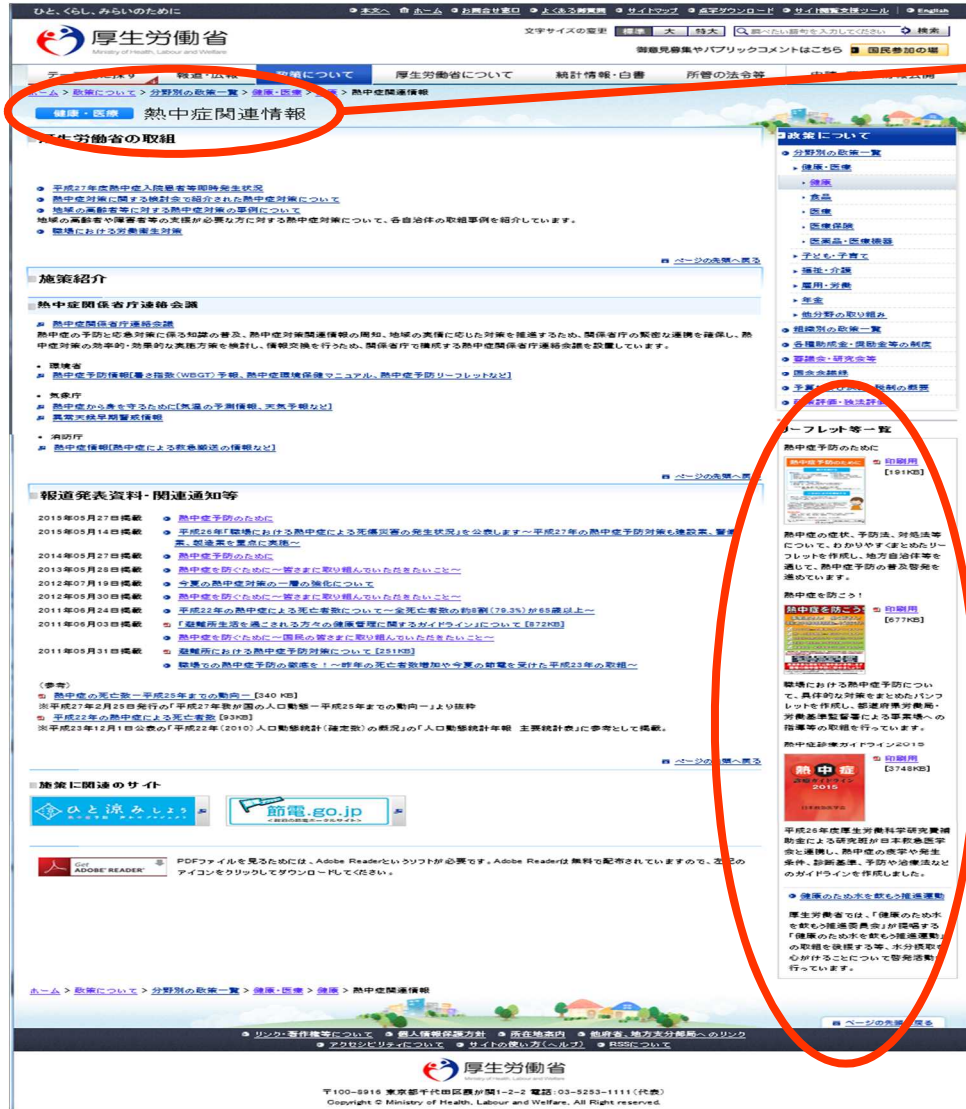 ひと、くらし、みらいのために
本文へ ホーム お問合せ窓口 よくある御質問 サイトマップ 点字ダウンロード サイト閲覧支援ツール English
厚生労働省
Ministry of Health, Labour and Welfare
文字サイズの変更 標準 大 特大 調べたい語句を入力してください 検索
御意見募集やパブリックコメントはこちら 国民参加の場
報道・広報 政策について 厚生労働省について 統計情報・白書 所管の法令等
ホーム > 政策について > 分野別の政策一覧 > 健康・医療 > 健康 > 熱中症関連情報
健康・医療 熱中症関連情報
厚生労働省の取組
平成27年度熱中症入院患者等即時発生状況
熱中症対策に関する検討会で紹介された熱中症対策について
地域の高齢者等に対する熱中症対策の事例について
地域の高齢者や障害者等の支援が必要な方に対する熱中症対策について、各自治体の取組事例を紹介しています。
職場における労働衛生対策
ページの先頭へ戻る
施策紹介
熱中症関係省庁連絡会議
熱中症関係省庁連絡会議
熱中症の予防と応急対策に係る知識の普及、熱中症対策関連情報の周知、地域の実情に応じた対策を推進するため、関係省庁の緊密な連携を確保し、熱
中症対策の効率的・効果的な実施方策を検討し、情報交換を行うため、関係省庁で構成する熱中症関係省庁連絡会議を設置しています。
・ 環境省
熱中症予防情報[暑さ指数(WBGT)予報、熱中症環境保健マニュアル、熱中症予防リーフレットなど]
・ 気象庁
熱中症から身を守るために[気温の予測情報、天気予報など]
異常天候早期警戒情報
・ 消防庁
熱中症情報[熱中症による救急搬送の情報など]
ページの先頭へ戻る
報道発表資料・関連通知等
2015年05月27日掲載 熱中症予防のために
2015年05月14日掲載 平成26年「職場における熱中症による死傷災害の発生状況」を公表します～平成27年の熱中症予防対策も建設業、警備
業、製造業を重点に実施～
2014年05月27日掲載 熱中症予防のために
2013年05月28日掲載 熱中症を防ぐために～皆さまに取り組んでいただきたいこと～
2012年07月19日掲載 今夏の熱中症対策の一層の強化について
2012年05月30日掲載 熱中症を防ぐために～皆さまに取り組んでいただきたいこと～
2011年06月24日掲載 平成22年の熱中症による死亡者数について～全死亡者数の約8割(79.3%)が65歳以上～
2011年06月03日掲載 「避難所生活を過ごされる方々の健康管理に関するガイドライン」について [872KB]
熱中症を防ぐために～国民の皆さまに取り組んでいただきたいこと～
2011年05月31日掲載 避難所における熱中症予防対策について [251KB]
職場での熱中症予防の徹底を！～昨年の死亡者数増加や今夏の節電を受けた平成23年の取組～
(参考)
熱中症の死亡数－平成25年までの動向－ [340 KB]
※平成27年2月25日発行の「平成27年我が国の人口動態－平成25年までの動向－」より抜粋
平成22年の熱中症による死亡者数 [93KB]
※平成23年12月1日公表の「平成22年(2010)人口動態統計(確定数)の概況」の「人口動態統計年報 主要統計表」に参考として掲載。
ページの先頭へ戻る
施策に関連のサイト
ひと涼みしよう
節電.go.jp
<政府の節電ポータルサイト>
Get ADOBE® READER®
PDFファイルを見るためには、Adobe Readerというソフトが必要です。Adobe Readerは無料で配布されていますので、左記の
アイコンをクリックしてダウンロードしてください。
政策について
分野別の政策一覧
健康・医療
健康
食品
医療
医療保険
医薬品・医療機器
子ども・子育て
福祉・介護
雇用・労働
年金
他分野の取り組み
組織別の政策一覧
各種助成金・奨励金等の制度
審議会・研究会等
国会会議録
リーフレット等一覧
熱中症予防のために
熱中症予防のために
印刷用
[191KB]
熱中症の症状、予防法、対処法等
について、わかりやすくまとめたリー
フレットを作成し、地方自治体等を
通じて、熱中症予防の普及啓発を
進めています。
熱中症を防ごう！
熱中症を防ごう!
印刷用
[677KB]
職場における熱中症予防につい
て、具体的な対策をまとめたパンフ
レットを作成し、都道府県労働局・
労働基準監督署による事業場への
指導等の取組を行っています。
熱中症診療ガイドライン2015
熱中症
診療ガイドライン
2015
日本救急医学会
印刷用
[3748KB]
平成26年度厚生労働科学研究費補
助金による研究班が日本救急医学
会と連携し、熱中症の疫学や発生
条件、診断基準、予防や治療法など
のガイドラインを作成しました。
健康のため水を飲もう推進運動
厚生労働省では、「健康のため水
を飲もう推進委員会」が提唱する
「健康のため水を飲もう推進運動」
の取組を後援する等、水分摂取を
心がけることについて啓発活動を
行っています。
ホーム > 政策について > 分野別の政策一覧 > 健康・医療 > 健康 > 熱中症関連情報
ページの先頭へ戻る
リンク・著作権等について 個人情報保護方針 所在地案内 他府省、地方支分部局へのリンク
アクセシビリティについて サイトの使い方(ヘルプ) RSSについて
厚生労働省
Ministry of Health, Labour and Welfare
〒100-8916 東京都千代田区霞が関1-2-2 電話：03-5253-1111(代表)
Copyright © Ministry of Health, Labour and Welfare, All Right reserved.